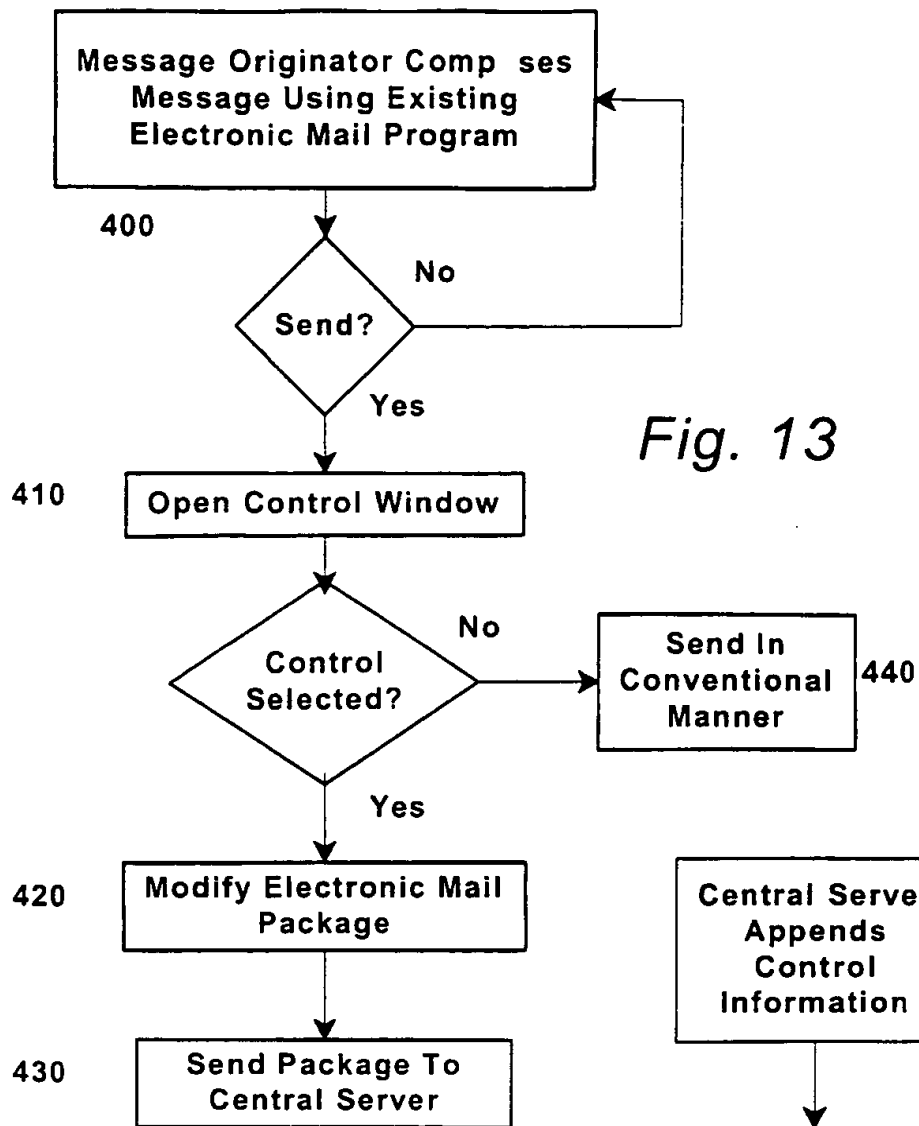 Message Originator Comp ses
Message Using Existing
Electronic Mail Program
400
No
Send?
Yes
Fig. 13
410
Open Control Window
No
Control
Selected?
Send In
Conventional
Manner
440
Yes
420
Modify Electronic Mail
Package
Central Serve
Appends
Control
Information
430
Send Package To
Central Server